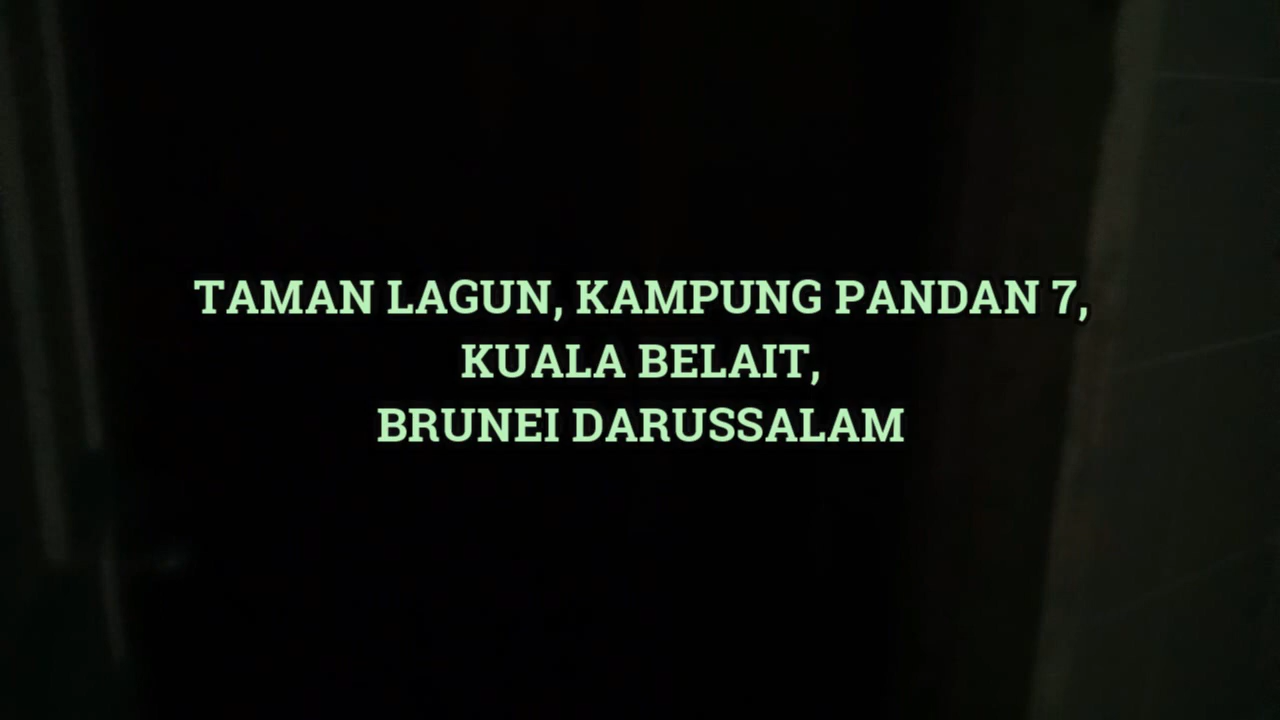 TAMAN LAGUN, KAMPUNG PANDAN 7,
KUALA BELAIT,
BRUNEI DARUSSALAM